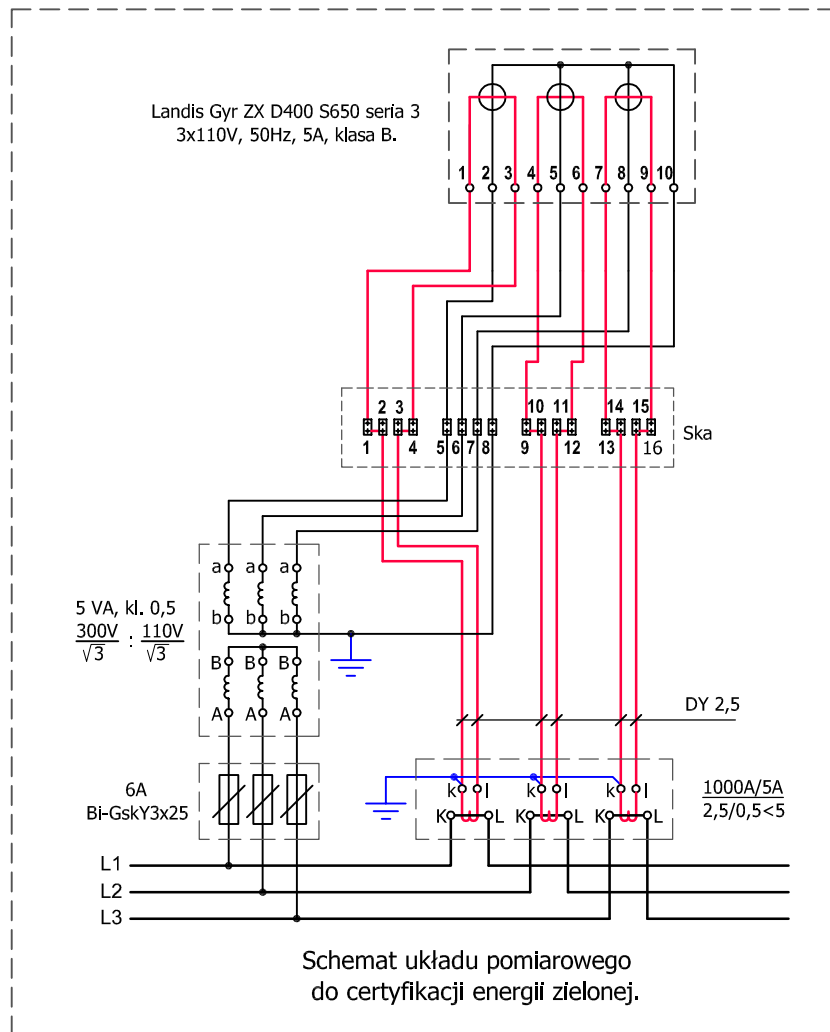 Landis Gyr ZX D400 S650 seria 3
3x110V, 50Hz, 5A, klasa B.
1 2 3 4 5 6 7 8 9 10
2 3 10 11 14 15
1 4 5 6 7 8 9 12 13 16
Ska
a a a
b b b
5 VA, kl. 0,5
300V : 110V
√3 √3
B B B
A A A
DY 2,5
6A
Bi-GskY3x25
k l k l k l
K L K L K L
1000A/5A
2,5/0,5<5
L1
L2
L3
Schemat układu pomiarowego
do certyfikacji energii zielonej.